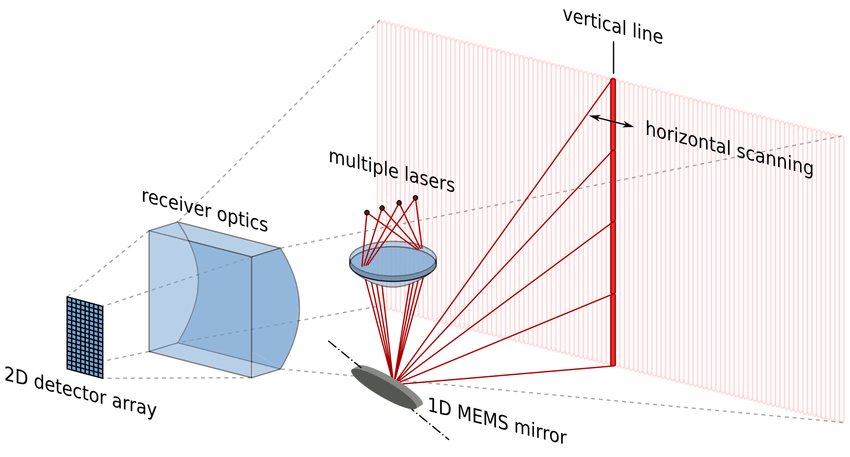 vertical line
horizontal scanning
multiple lasers
receiver optics
2D detector array
1D MEMS mirror